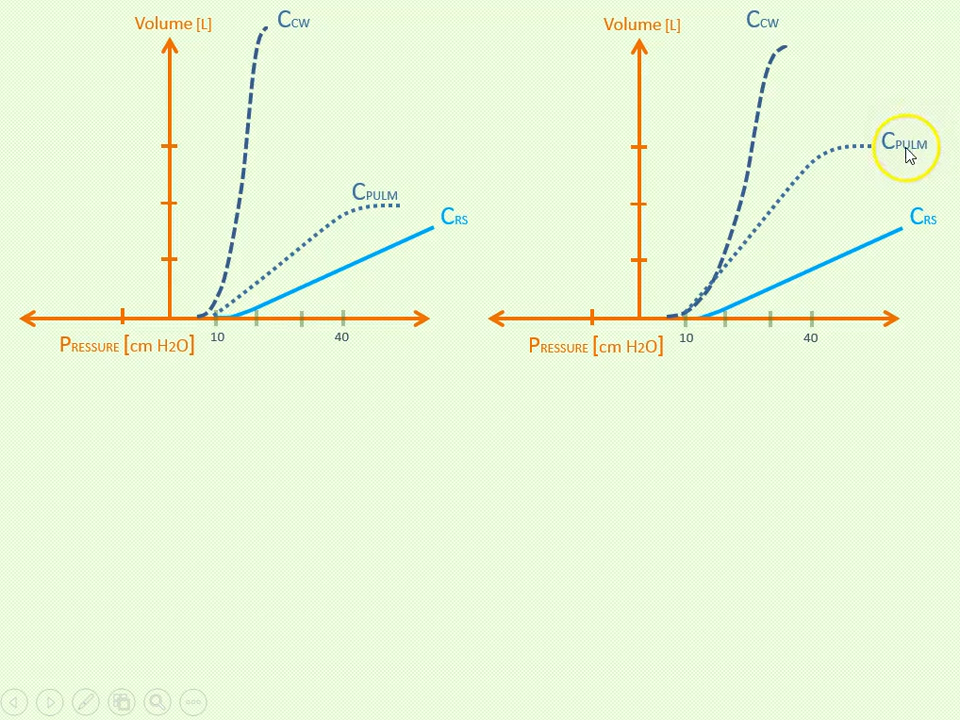 Volume [L]
CCW
CPULM
CRS
10
40
PRESSURE [cm H2O]
Volume [L]
CCW
CPULM
CRS
10
40
PRESSURE [cm H2O]